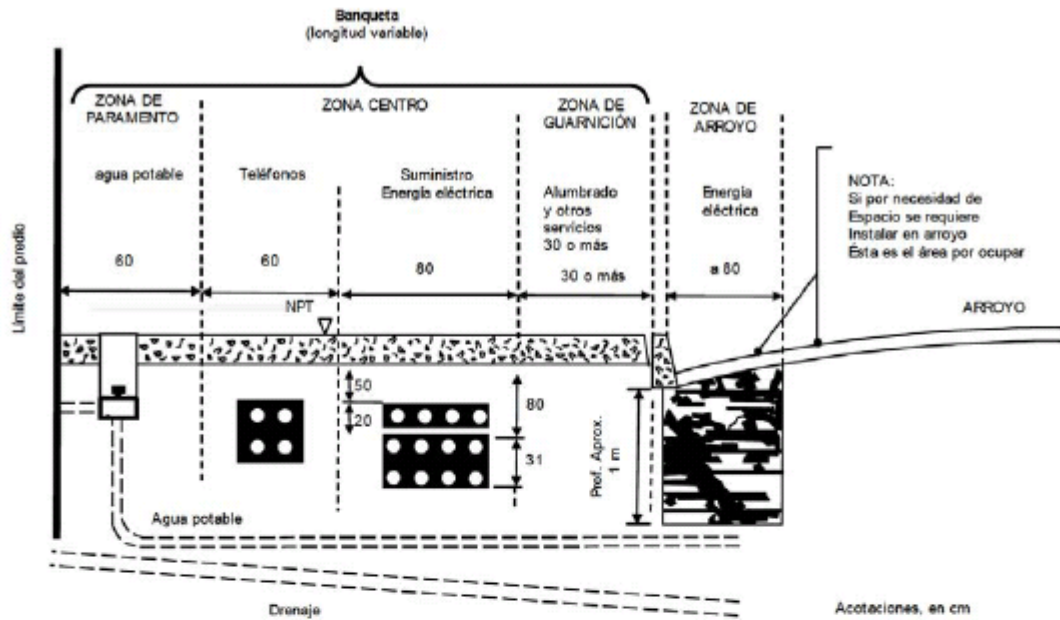 Banqueta
(longitud variable)
ZONA DE
PARAMENTO
ZONA CENTRO
ZONA DE
GUARNICIÓN
ZONA DE
ARROYO
agua potable
Teléfonos
Suministro
Energía eléctrica
Alumbrado
y otros
servicios
30 o más
Energía
eléctrica
NOTA:
Si por necesidad de
Espacio se requiere
Instalar en arroyo
Ésta es el área por ocupar
60
60
80
30 o más
a 80
Límite del predio
NPT
ARROYO
50
20
80
31
Prof. Aprox.
1 m
Agua potable
Drenaje
Acotaciones, en cm